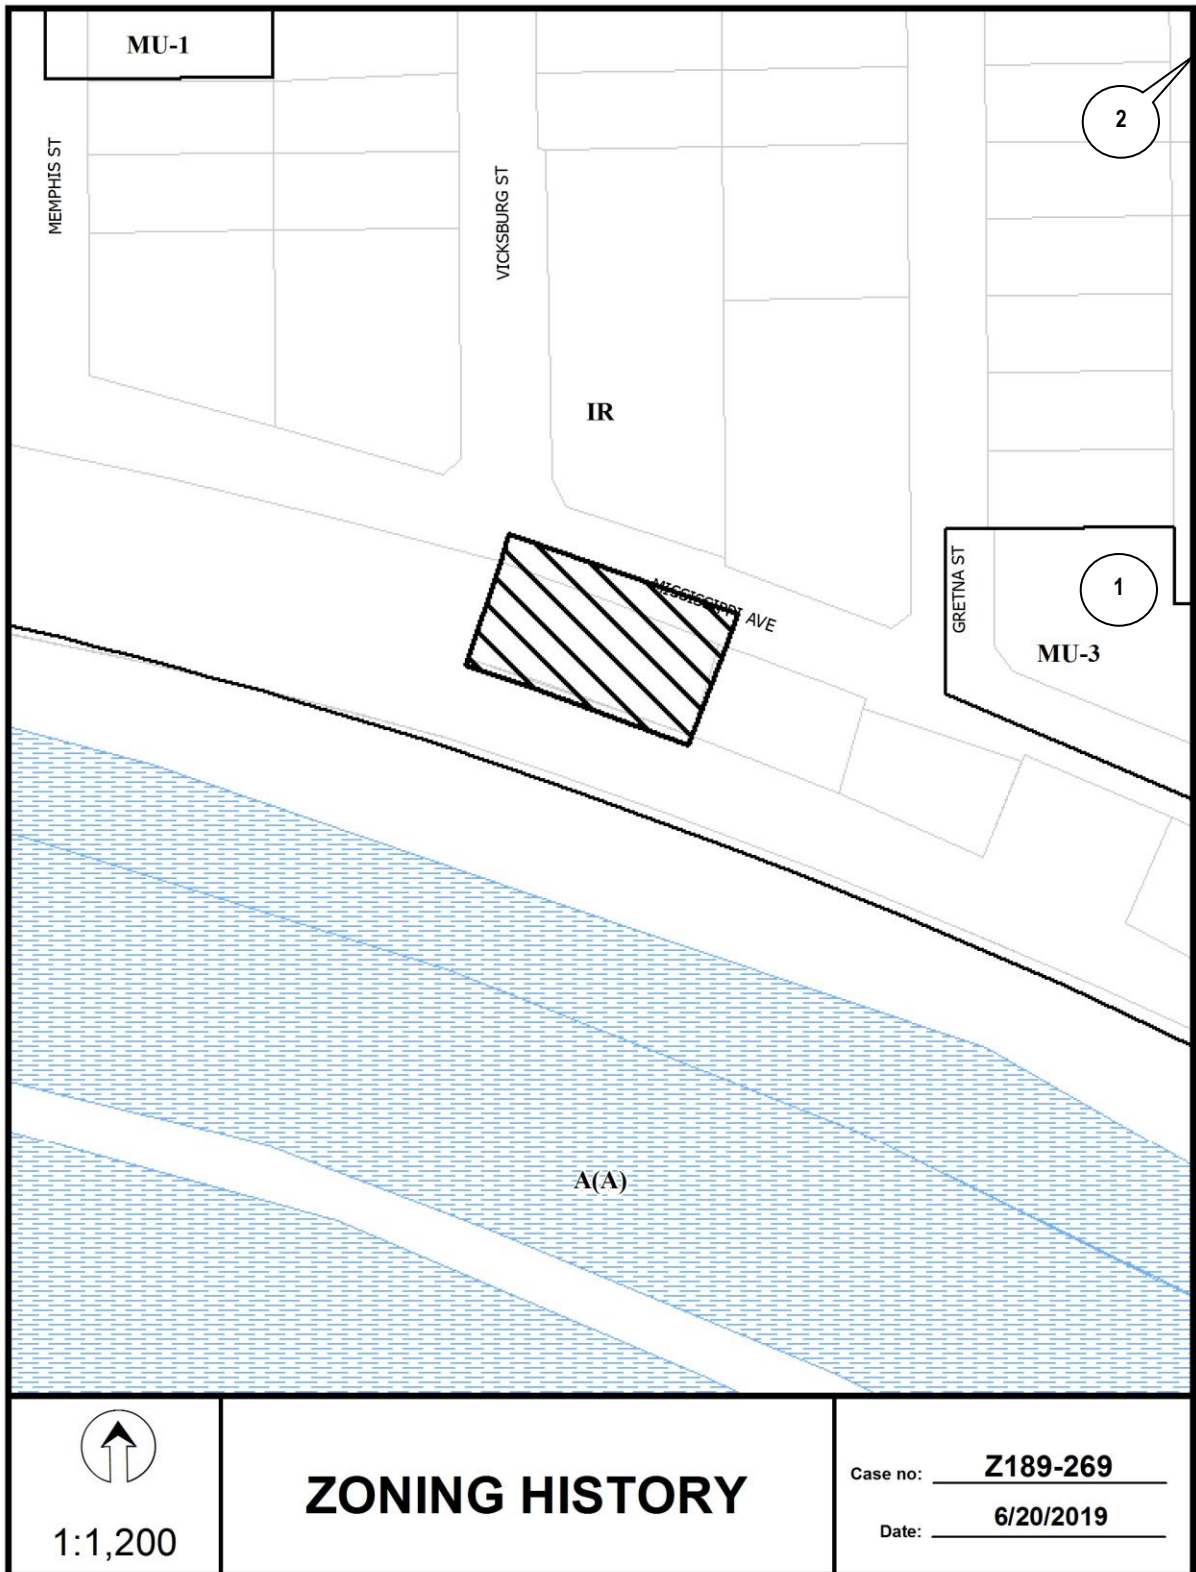 MU-1
2
MEMPHIS ST
VICKSBURG ST
IR
MISSISSIPPI AVE
GRETNA ST
1
MU-3
A(A)
1:1,200
ZONING HISTORY
Case no: Z189-269
Date: 6/20/2019